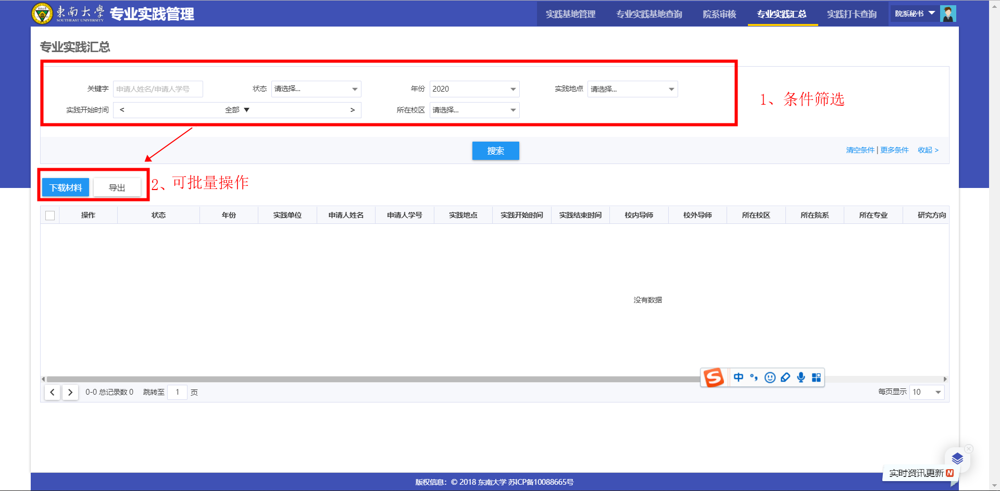 東南大學 专业实践管理 实践基地管理 专业实践基地查询 院系审核 专业实践汇总 实践打卡查询 院系秘书
SOUTHEAST UNIVERSITY
专业实践汇总
关键字 申请人姓名/申请人学号 状态 请选择... 年份 2020 实践地点 请选择...
1、条件筛选
实践开始时间 < 全部 ▼ > 所在校区 请选择...
搜索
清空条件 | 更多条件 收起 >
下载材料 导出
2、可批量操作
操作 状态 年份 实践单位 申请人姓名 申请人学号 实践地点 实践开始时间 实践结束时间 校内导师 校外导师 所在校区 所在院系 所在专业 研究方向
没有数据
中
0-0 总记录数 0 跳转至 1 页 每页显示 10
实时资讯更新 N
版权信息：© 2018 东南大学 苏ICP备10088665号